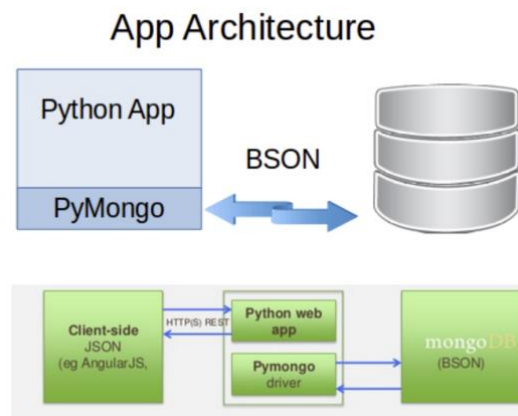 App Architecture
Python App
BSON
PyMongo
Client-side
JSON
(eg AngularJS,
HTTP(S) REST
Python web
app
Pymongo
driver
mongoDB
(BSON)